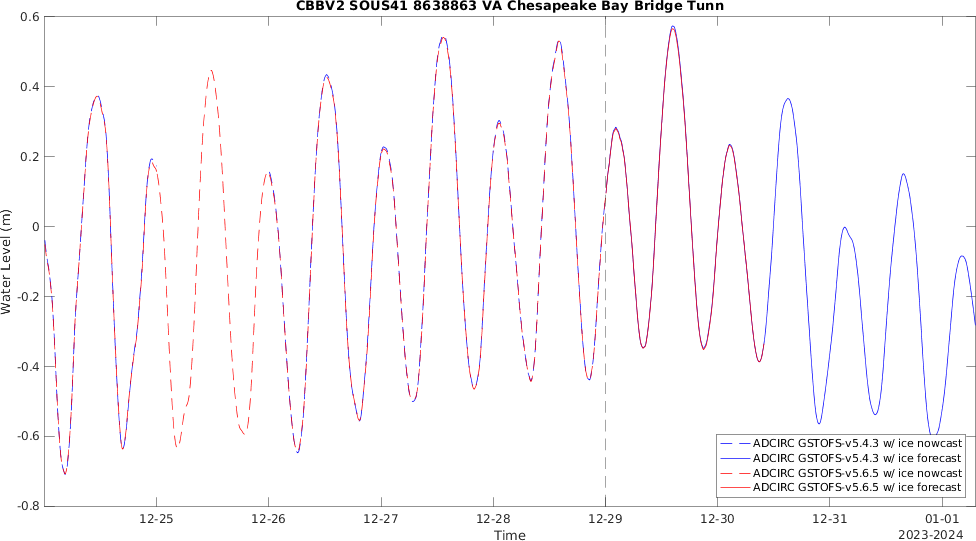 CBBV2 SOUS41 8638863 VA Chesapeake Bay Bridge Tunn
0.6
0.4
0.2
0
-0.2
-0.4
-0.6
-0.8
Water Level (m)
ADCIRC GSTOFS-v5.4.3 w/ ice nowcast
ADCIRC GSTOFS-v5.4.3 w/ ice forecast
ADCIRC GSTOFS-v5.6.5 w/ ice nowcast
ADCIRC GSTOFS-v5.6.5 w/ ice forecast
12-25 12-26 12-27 12-28 12-29 12-30 12-31 01-01
Time
2023-2024